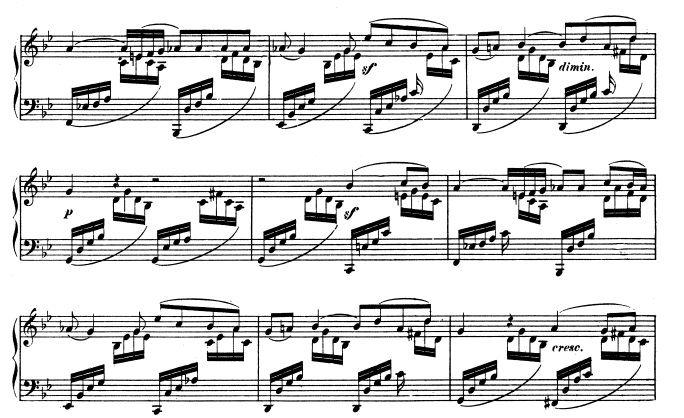 sf
dimin.
p
sf
cresc.